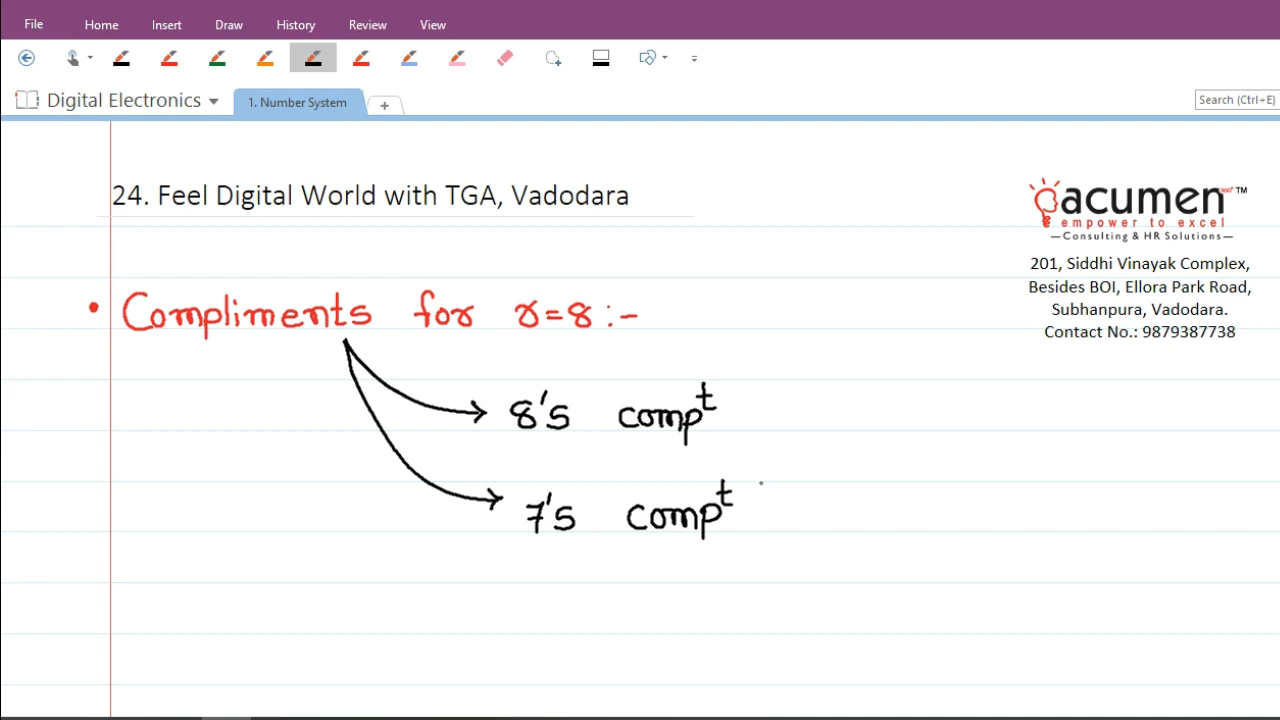 File Home Insert Draw History Review View
Digital Electronics 1. Number System + Search (Ctrl+E)
24. Feel Digital World with TGA, Vadodara
acumen™
empower to excel
—Consulting & HR Solutions—
201, Siddhi Vinayak Complex,
Besides BOI, Ellora Park Road,
Subhanpura, Vadodara.
Contact No.: 9879387738
• Compliments for r=8:-
8's compt
7's compt